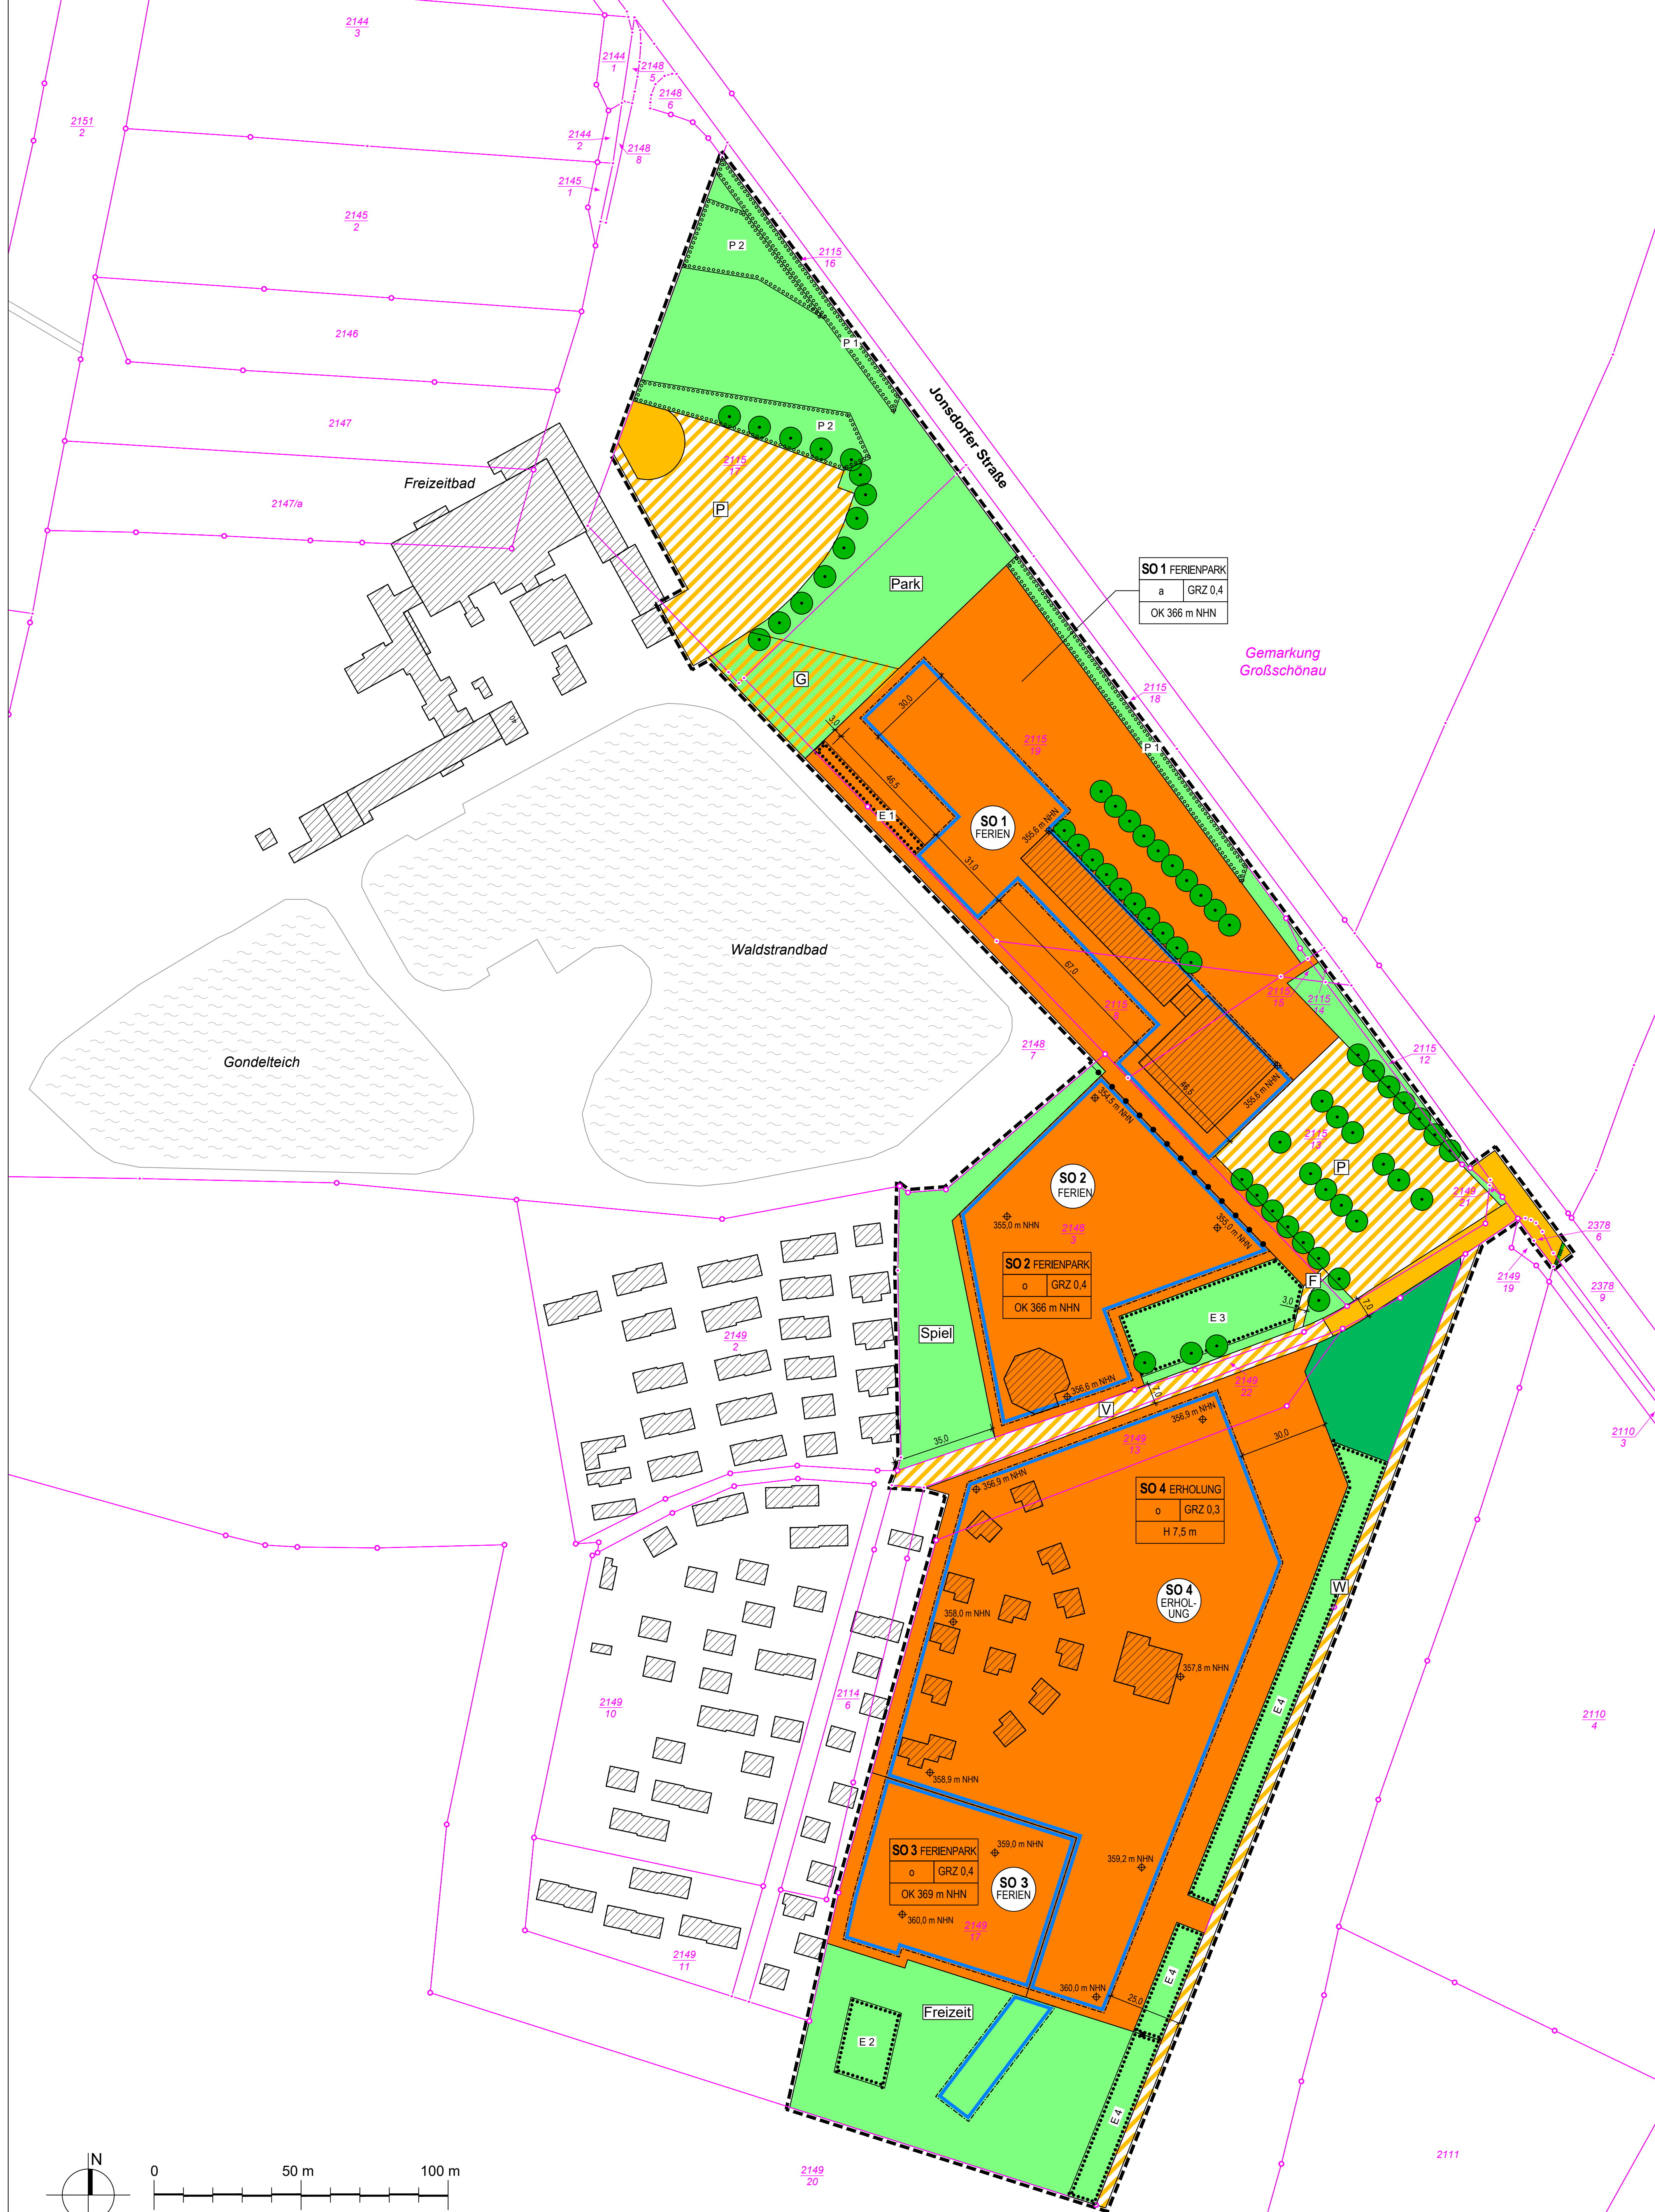 2144
3
2144
1
2148
5
2148
6
2151
2
2144
2
2148
8
2145
1
2145
2
2115
16
P 2
2146
P 1
2147
P 2
Jonsdorfer Straße
2115
17
Freizeitbad
2147/a
P
Park
SO 1 FERIENPARK
a
GRZ 0,4
OK 366 m NHN
Gemarkung
Großschönau
G
2115
18
30,0
3,0
40
2115
19
P 1
46,5
E 1
SO 1
FERIEN
355,6 m NHN
31,0
Waldstrandbad
67,0
2115
8
2115
15
2115
14
Gondelteich
2148
7
2115
12
46,5
355,6 m NHN
354,5 m NHN
2115
13
P
SO 2
FERIEN
2149
21
355,0 m NHN
2148
3
355,0 m NHN
2378
6
SO 2 FERIENPARK
o
GRZ 0,4
OK 366 m NHN
2149
19
2378
9
F
3,0
7,0
E 3
Spiel
2149
2
2149
22
356,6 m NHN
7,0
V
356,9 m NHN
35,0
2149
13
30,0
2110
3
356,9 m NHN
SO 4 ERHOLUNG
o
GRZ 0,3
H 7,5 m
W
SO 4
ERHOL-
UNG
358,0 m NHN
357,8 m NHN
2114
6
2149
10
E 4
2110
4
358,9 m NHN
SO 3 FERIENPARK
o
GRZ 0,4
OK 369 m NHN
359,0 m NHN
359,2 m NHN
SO 3
FERIEN
360,0 m NHN
2149
17
2149
11
E 4
360,0 m NHN
25,0
Freizeit
E 2
E 4
2111
N
0
50 m
100 m
2149
20